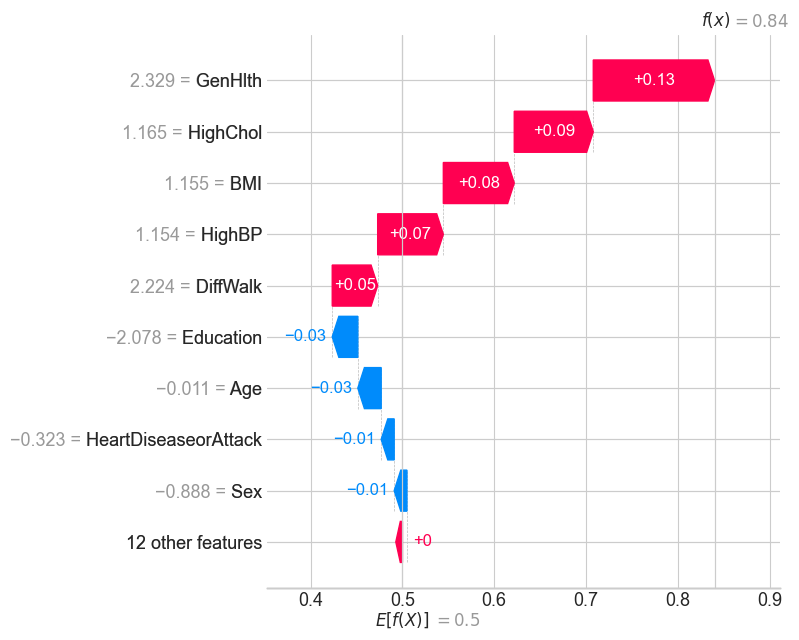 f(x) = 0.84
2.329 = GenHlth
+0.13
1.165 = HighChol
+0.09
1.155 = BMI
+0.08
1.154 = HighBP
+0.07
2.224 = DiffWalk
+0.05
−2.078 = Education
−0.03
−0.011 = Age
−0.03
−0.323 = HeartDiseaseorAttack
−0.01
−0.888 = Sex
−0.01
12 other features
+0
0.4 0.5 0.6 0.7 0.8 0.9
E[f(X)] = 0.5